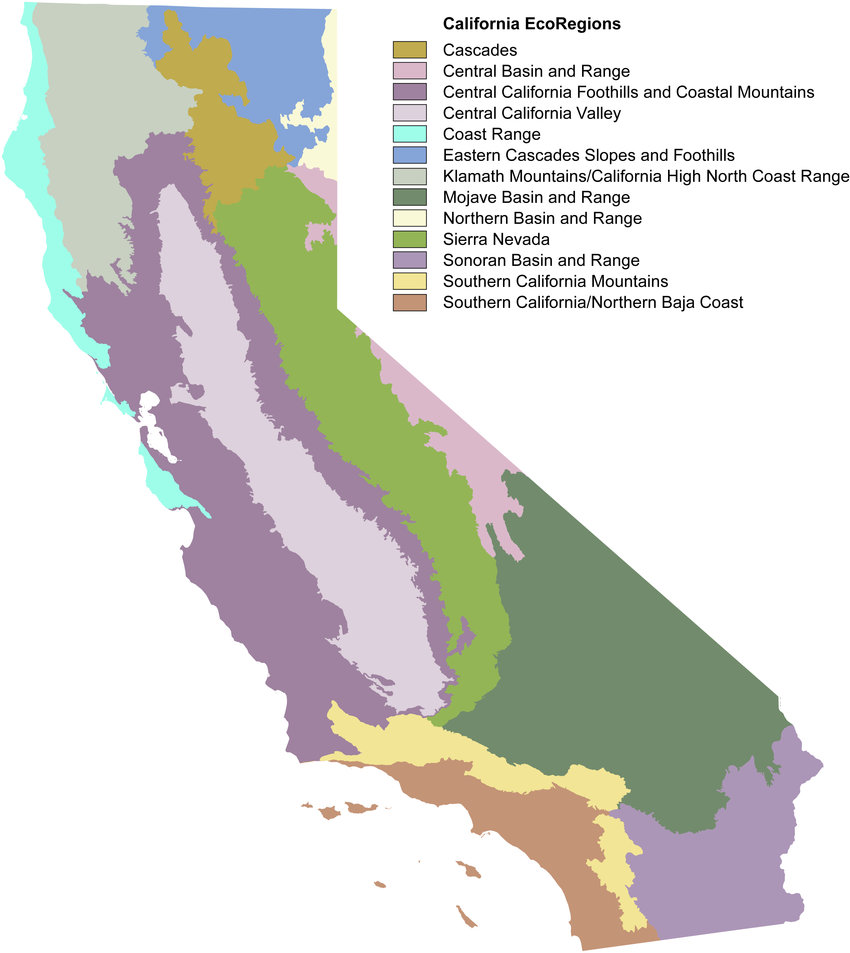 California EcoRegions
Cascades
Central Basin and Range
Central California Foothills and Coastal Mountains
Central California Valley
Coast Range
Eastern Cascades Slopes and Foothills
Klamath Mountains/California High North Coast Range
Mojave Basin and Range
Northern Basin and Range
Sierra Nevada
Sonoran Basin and Range
Southern California Mountains
Southern California/Northern Baja Coast